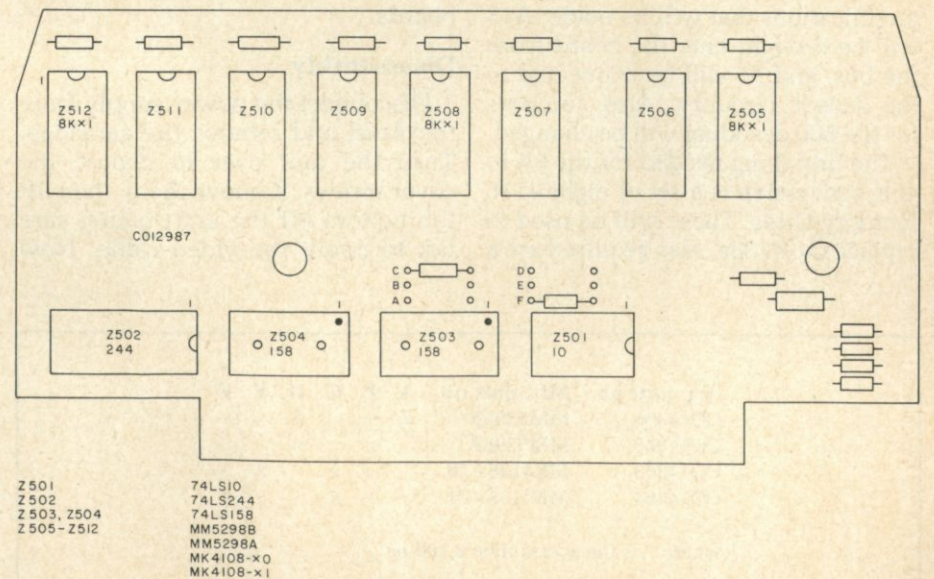 Z512 Z511 Z510 Z509 Z508 Z507 Z506 Z505
8K×1 8K×1 8K×1
C012987
C D
B E
A F
Z502 Z504 Z503 Z501
244 158 158 10
Z501 74LS10
Z502 74LS244
Z503, Z504 74LS158
Z505-Z512 MM5298B
MM5298A
MK4108-×0
MK4108-×1